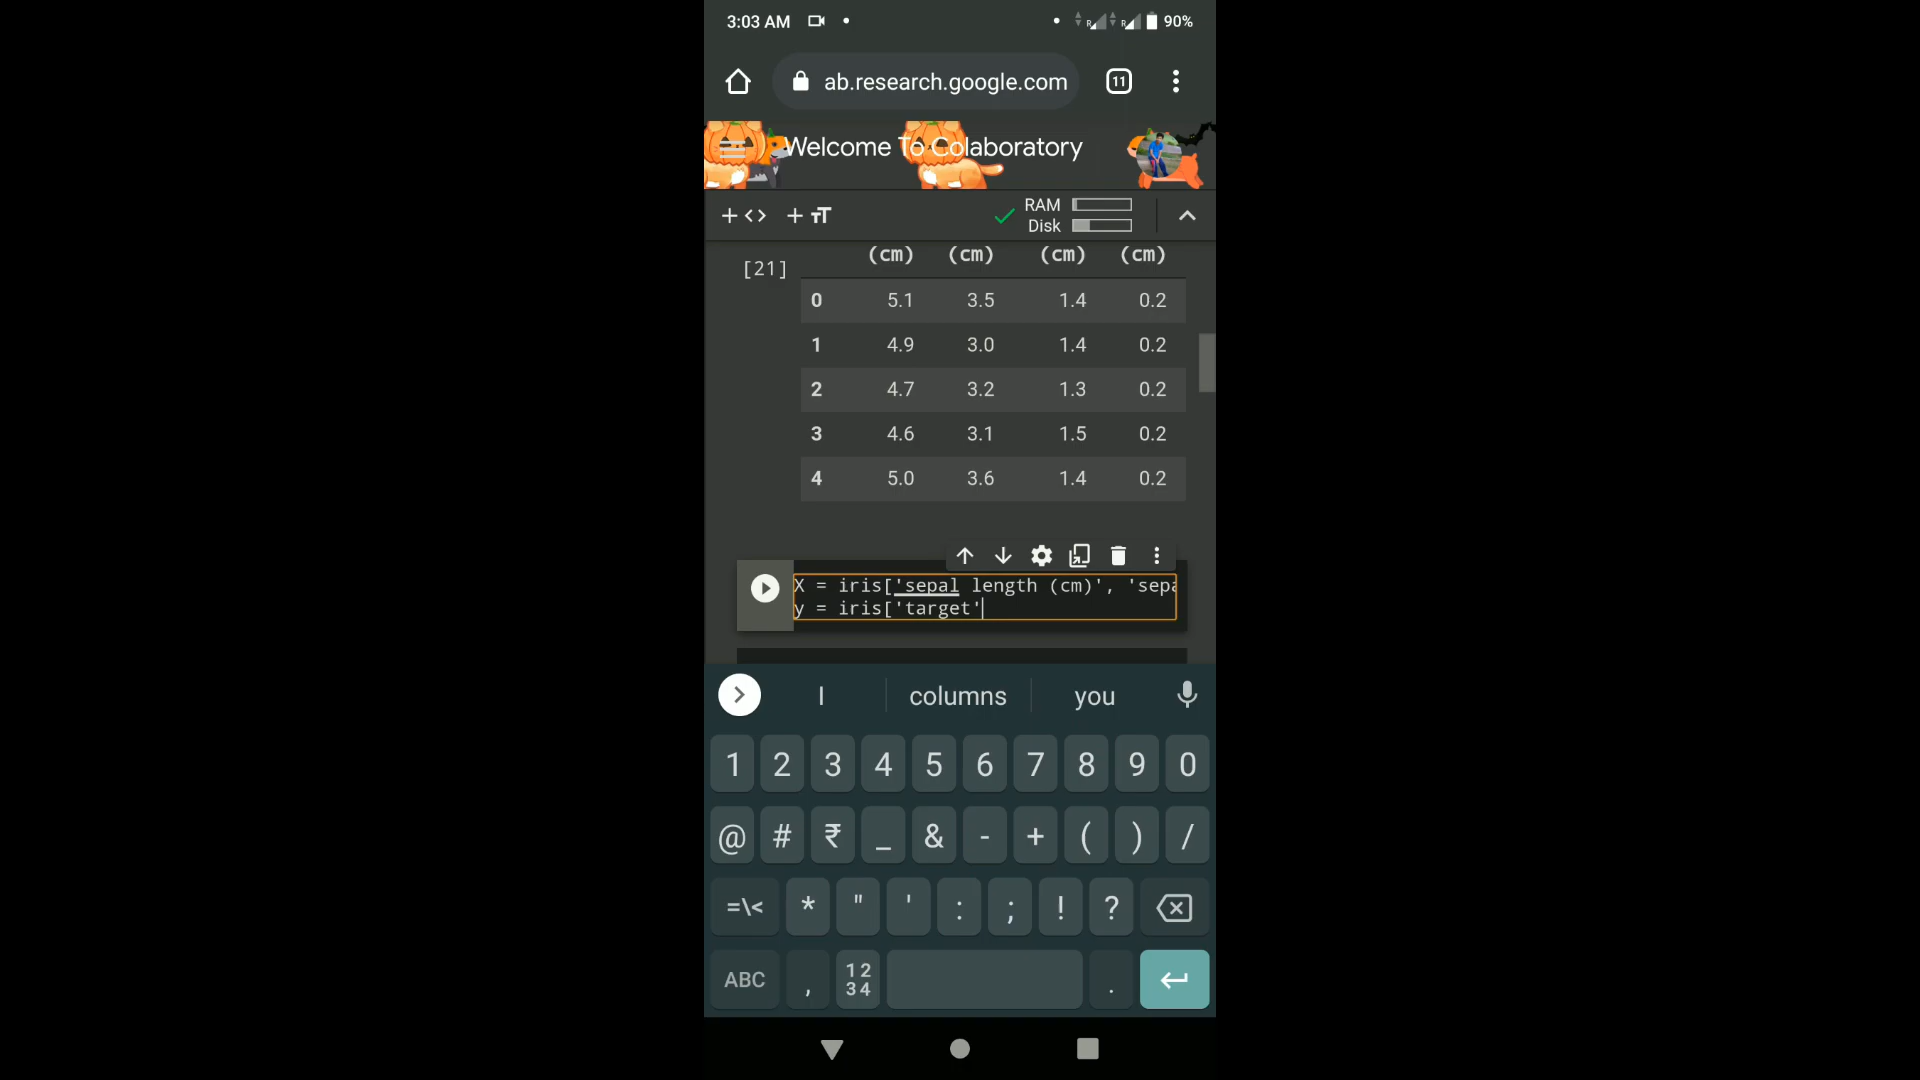 3:03 AM
R R 90%
ab.research.google.com 11
Welcome To Colaboratory
RAM
Disk
(cm) (cm) (cm) (cm)
[21]
0 5.1 3.5 1.4 0.2
1 4.9 3.0 1.4 0.2
2 4.7 3.2 1.3 0.2
3 4.6 3.1 1.5 0.2
4 5.0 3.6 1.4 0.2
X = iris['sepal length (cm)', 'sepa
y = iris['target'
I columns you
1 2 3 4 5 6 7 8 9 0
@ # ₹ _ & - + ( ) /
=\< * " ' : ; ! ?
ABC , 12 34 .